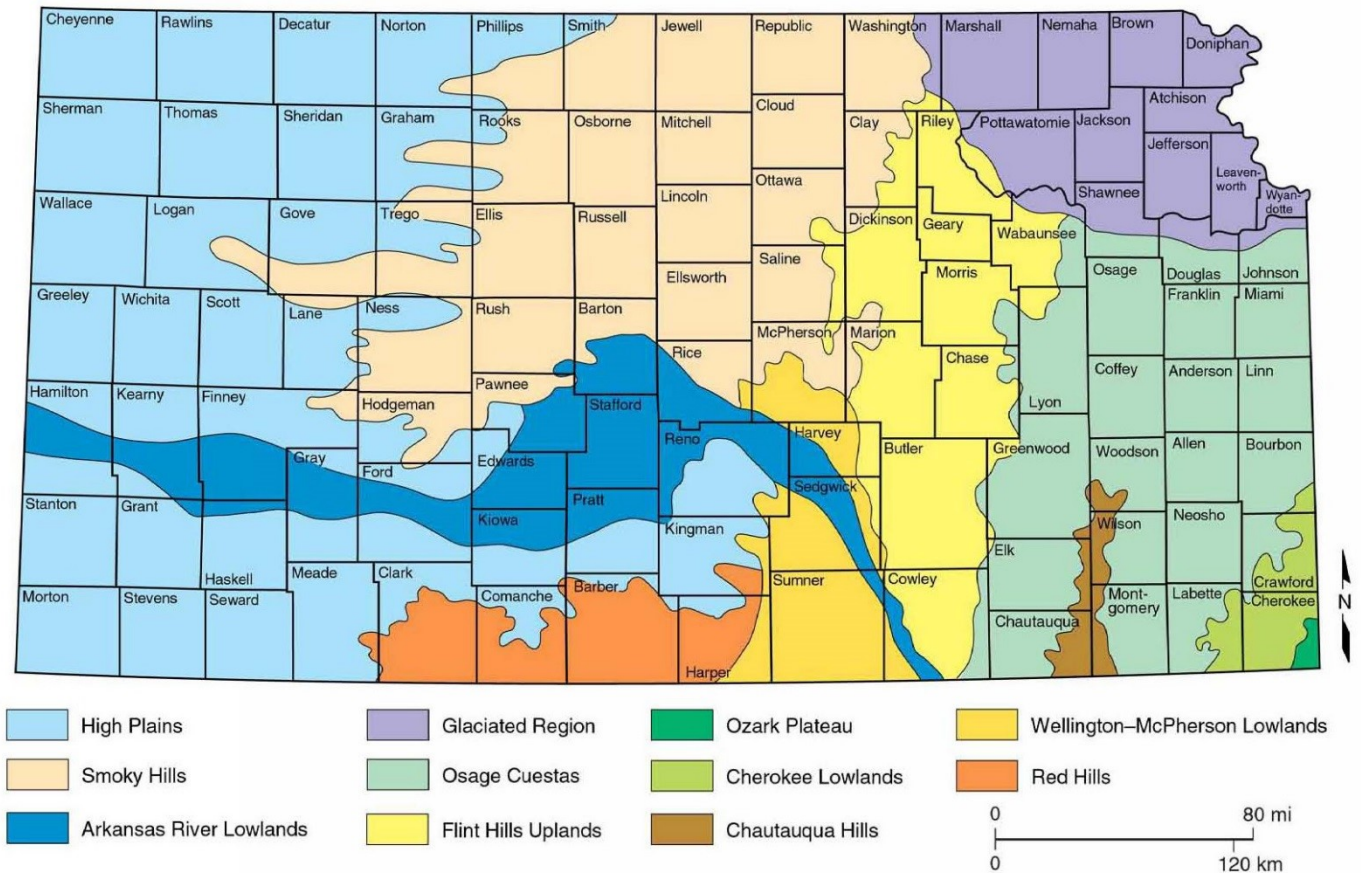 Cheyenne
Rawlins
Decatur
Norton
Phillips
Smith
Jewell
Republic
Washington
Marshall
Nemaha
Brown
Doniphan
Sherman
Thomas
Sheridan
Graham
Rooks
Osborne
Mitchell
Cloud
Clay
Riley
Pottawatomie
Jackson
Atchison
Jefferson
Leaven-
worth
Wyan-
dotte
Shawnee
Wallace
Logan
Gove
Trego
Ellis
Russell
Lincoln
Ottawa
Dickinson
Geary
Wabaunsee
Saline
Ellsworth
Morris
Osage
Douglas
Johnson
Greeley
Wichita
Scott
Lane
Ness
Rush
Barton
McPherson
Marion
Franklin
Miami
Rice
Chase
Lyon
Coffey
Anderson
Linn
Hamilton
Kearny
Finney
Hodgeman
Pawnee
Stafford
Reno
Harvey
Butler
Greenwood
Woodson
Allen
Bourbon
Gray
Ford
Edwards
Sedgwick
Stanton
Grant
Haskell
Kiowa
Pratt
Kingman
Elk
Wilson
Neosho
Crawford
Morton
Stevens
Seward
Meade
Clark
Comanche
Barber
Harper
Sumner
Cowley
Chautauqua
Mont-
gomery
Labette
Cherokee
N
High Plains
Glaciated Region
Ozark Plateau
Wellington–McPherson Lowlands
Smoky Hills
Osage Cuestas
Cherokee Lowlands
Red Hills
Arkansas River Lowlands
Flint Hills Uplands
Chautauqua Hills
0 80 mi
0 120 km